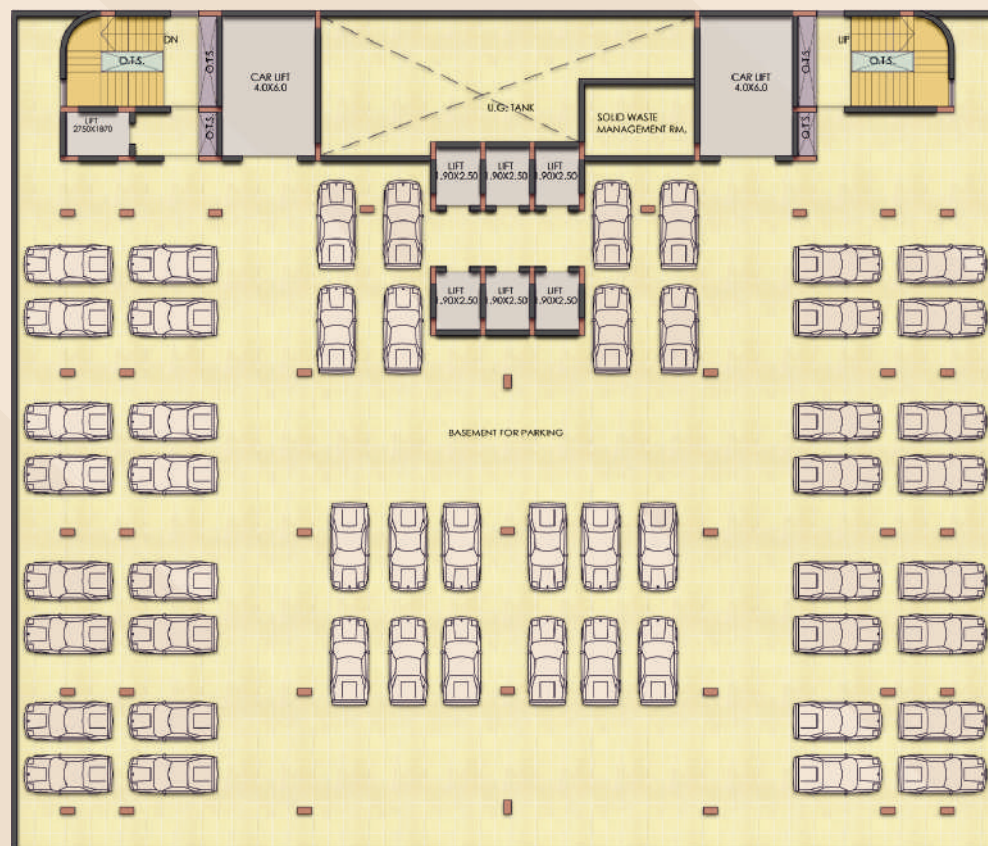 DN
O.T.S.
O.T.S.
CAR LIFT
4.0X6.0
U.G. TANK
SOLID WASTE
MANAGEMENT RM.
CAR LIFT
4.0X6.0
O.T.S.
UP
O.T.S.
LIFT
2750X1870
O.T.S.
O.T.S.
LIFT
1.90X2.50
LIFT
1.90X2.50
LIFT
1.90X2.50
LIFT
1.90X2.50
LIFT
1.90X2.50
LIFT
1.90X2.50
BASEMENT FOR PARKING